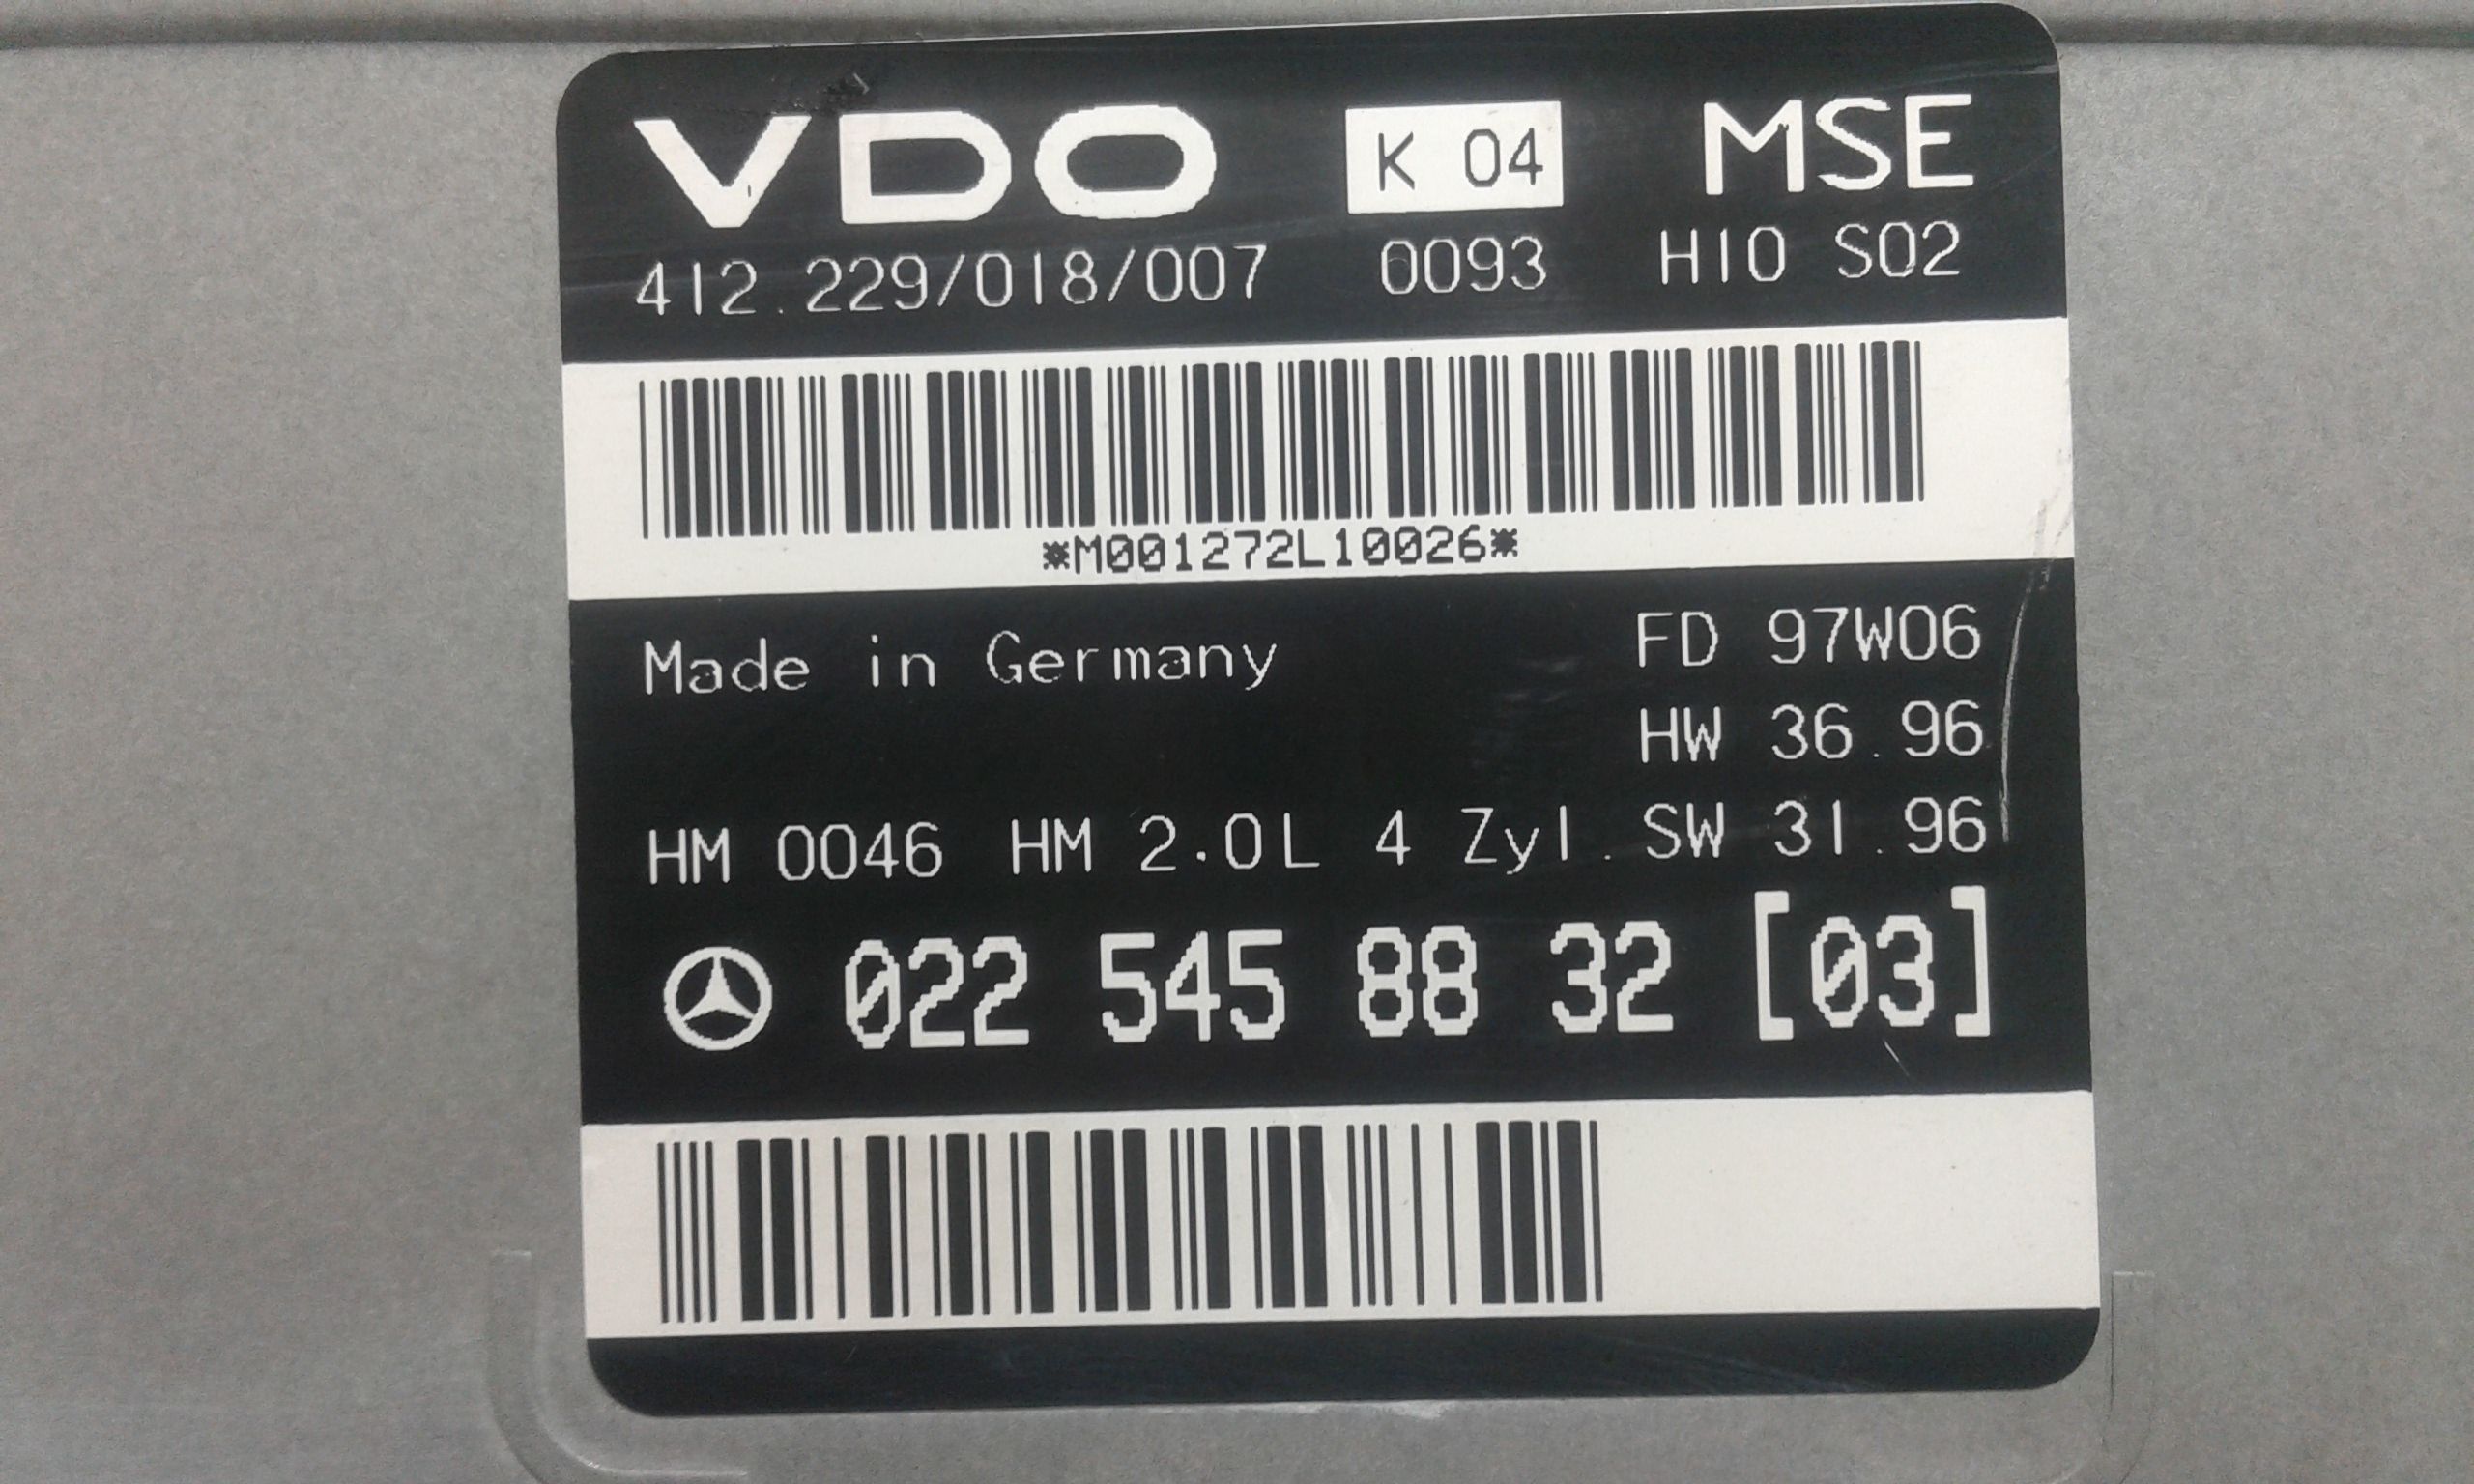 VDO K 04 MSE
412.229/018/007 0093 H10 S02
*M001272L10026*
Made in Germany FD 97W06
HW 36.96
HM 0046 HM 2.0L 4 Zyl. SW 31.96
022 545 88 32 [03]